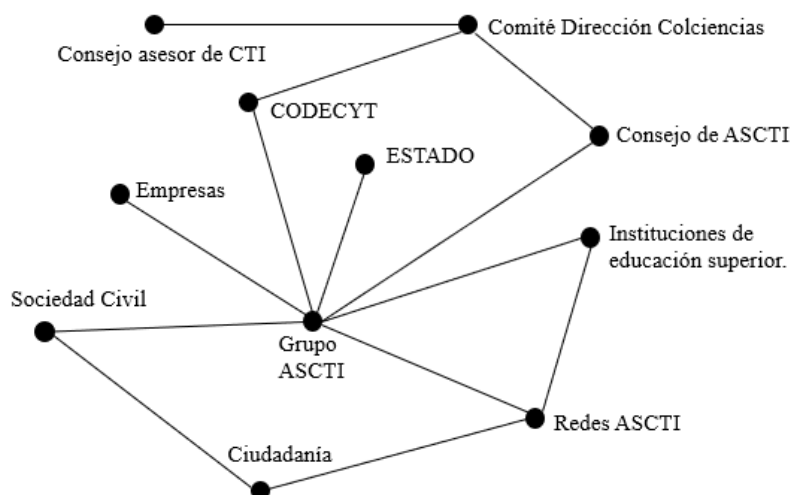 Comité Dirección Colciencias
Consejo asesor de CTI
CODECYT
Consejo de ASCTI
ESTADO
Empresas
Instituciones de
educación superior.
Sociedad Civil
Grupo
ASCTI
Redes ASCTI
Ciudadanía